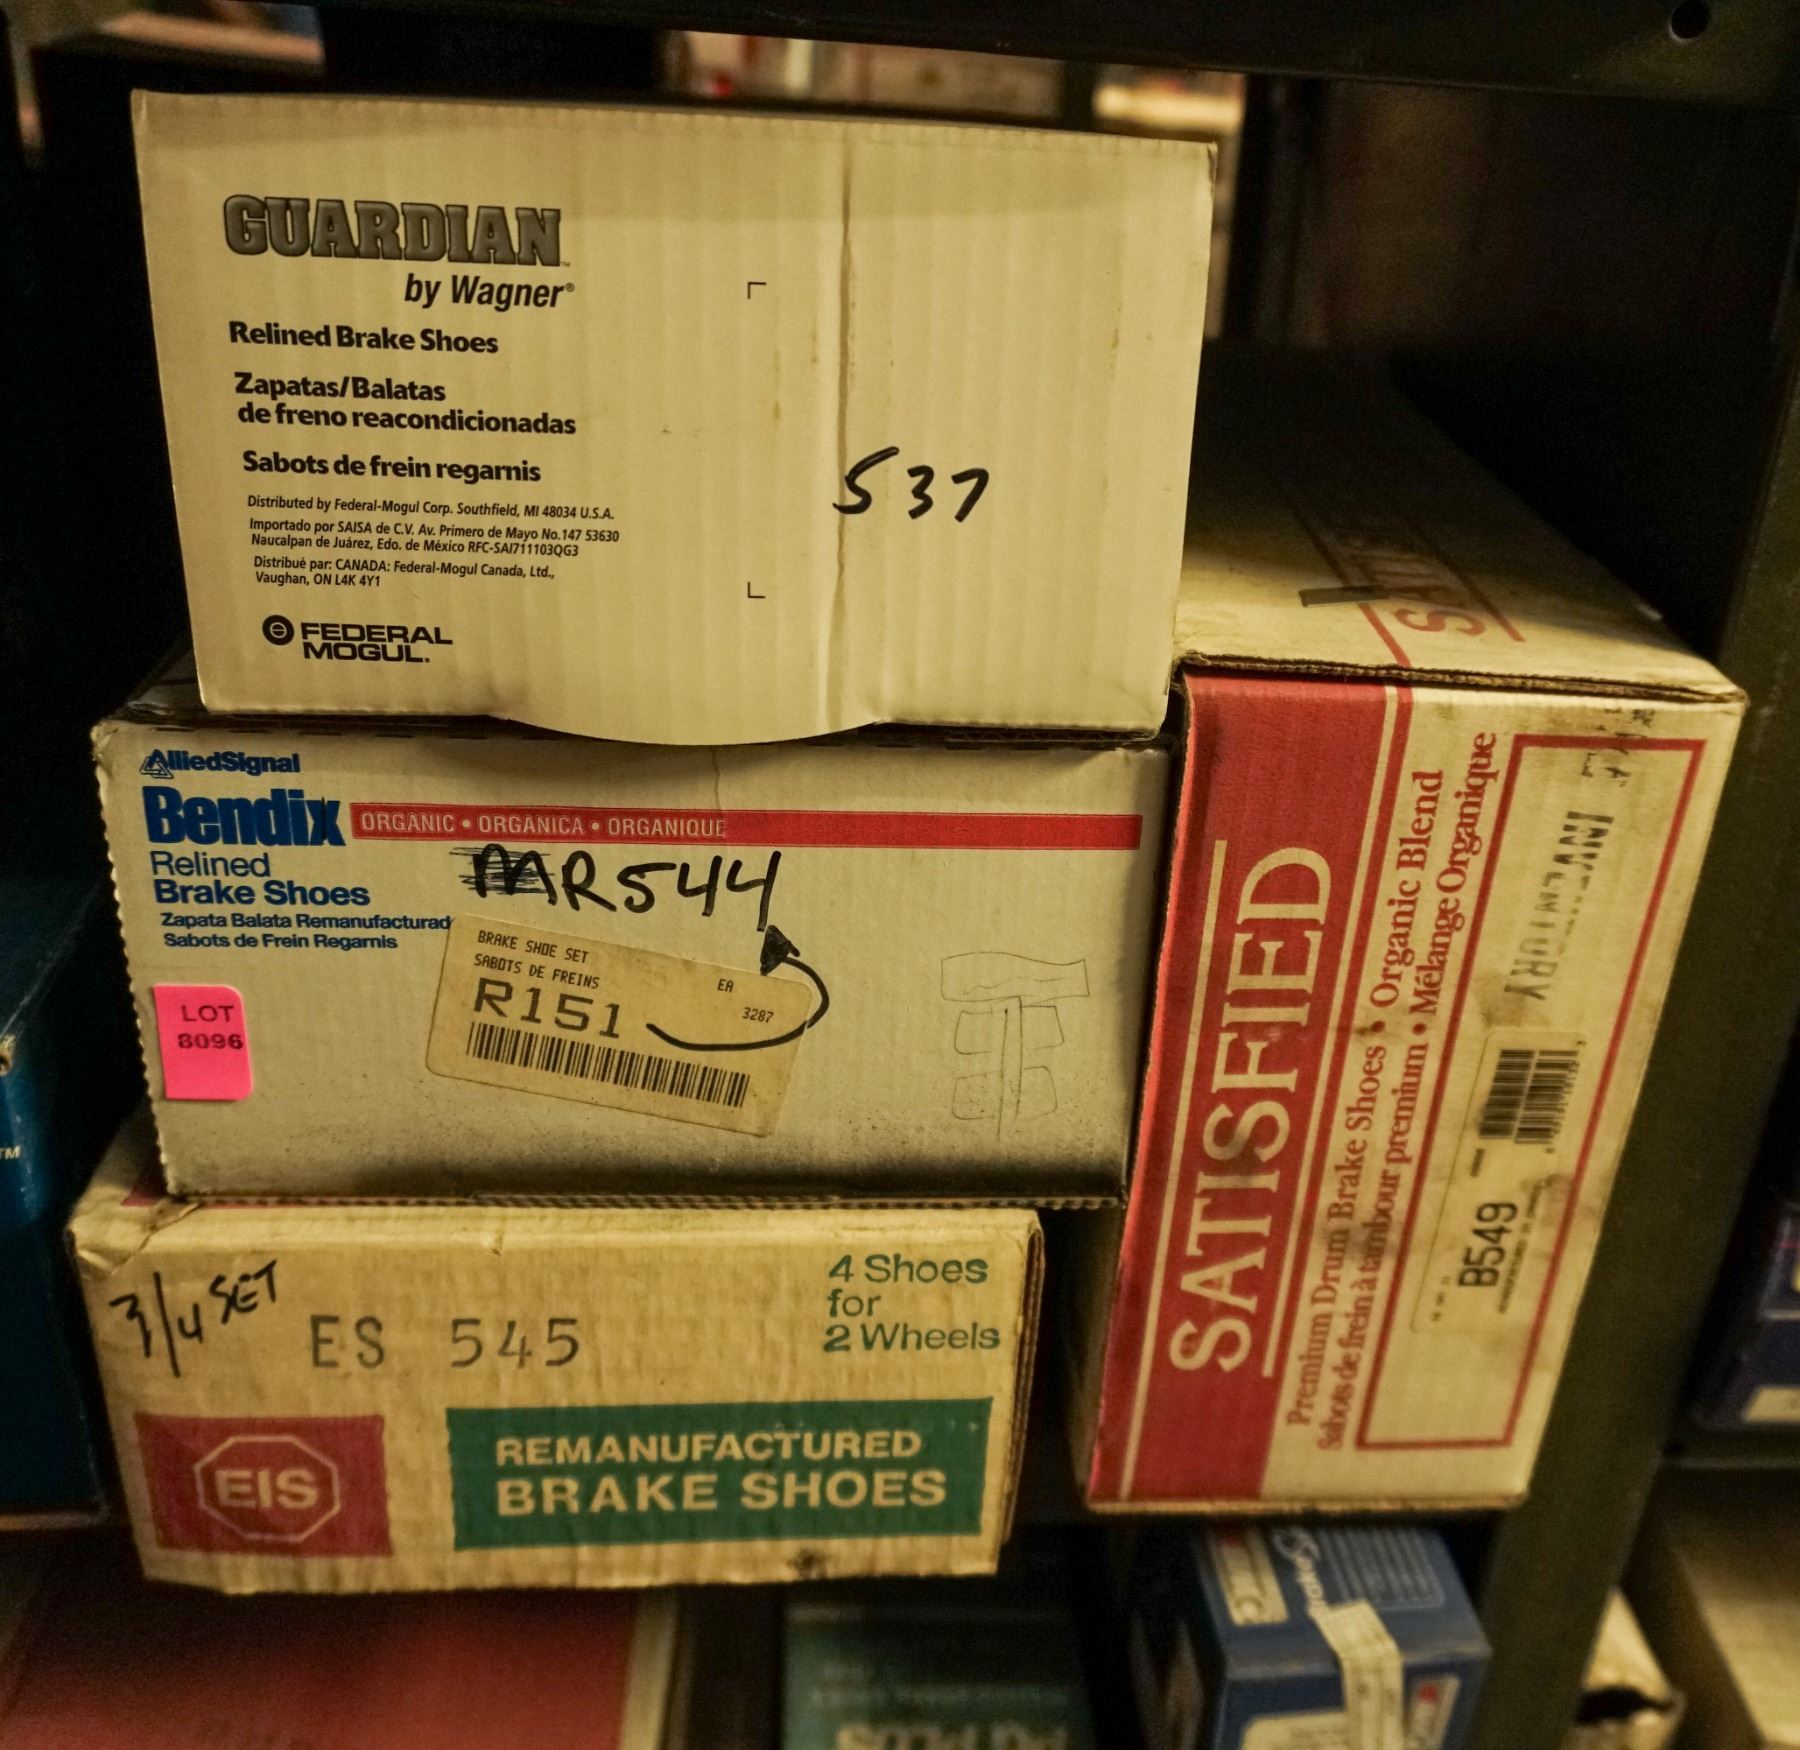 GUARDIAN™
by Wagner®
Relined Brake Shoes
Zapatas/Balatas
de freno reacondicionadas
Sabots de frein regarnis
Distributed by Federal-Mogul Corp. Southfield, MI 48034 U.S.A.
Importado por SAISA de C.V. Av. Primero de Mayo No.147 53630
Naucalpan de Juárez, Edo. de México RFC-SAI711103QG3
Distribué par: CANADA: Federal-Mogul Canada, Ltd.,
Vaughan, ON L4K 4Y1
FEDERAL
MOGUL.
537
AlliedSignal
Bendix
ORGANIC • ORGANICA • ORGANIQUE
Relined
Brake Shoes
Zapata Balata Remanufacturad
Sabots de Frein Regarnis
MR544
BRAKE SHOE SET
SABOTS DE FREINS
EA
R151
3287
LOT
8096
3/4 SET
ES 545
4 Shoes
for
2 Wheels
EIS
REMANUFACTURED
BRAKE SHOES
SATISFIED
Premium Drum Brake Shoes • Organic Blend
Sabots de frein à tambour premium • Mélange Organique
INVENTORY
B549
TM